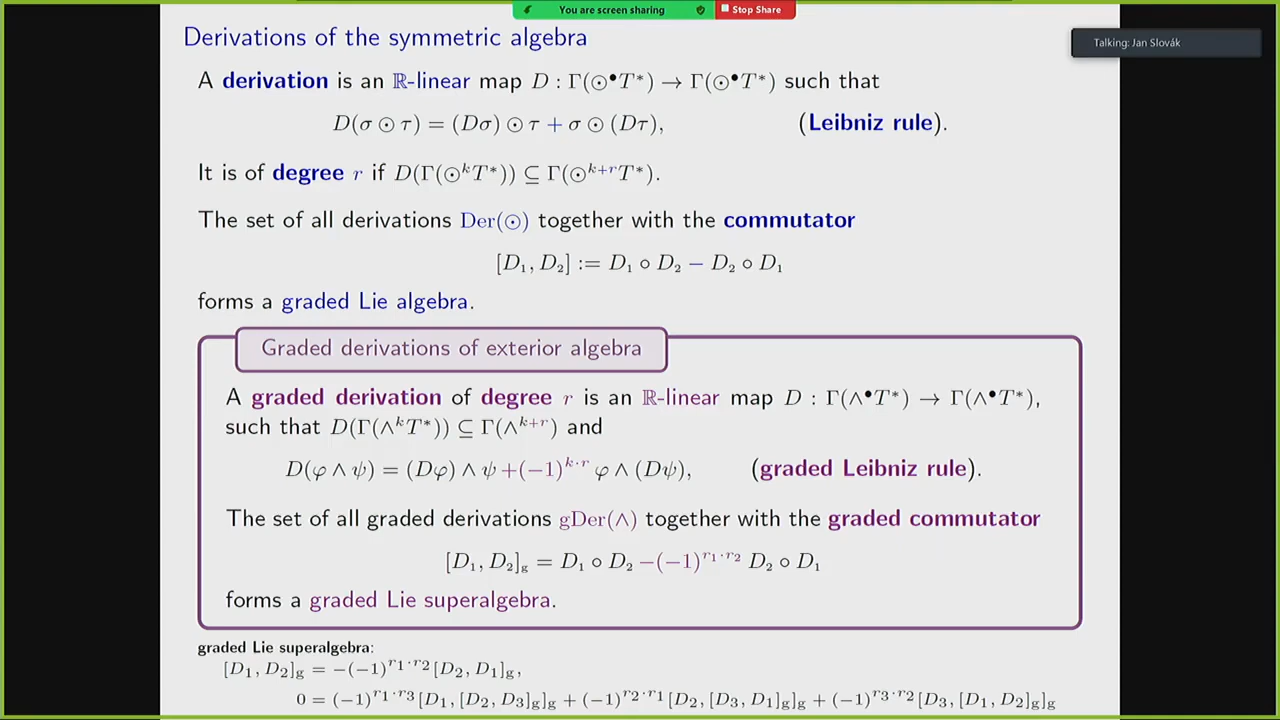 You are screen sharing
Stop Share
Talking: Jan Slovák
Derivations of the symmetric algebra
A derivation is an ℝ-linear map D : Γ(⊙•T*) → Γ(⊙•T*) such that
D(σ ⊙ τ) = (Dσ) ⊙ τ + σ ⊙ (Dτ), (Leibniz rule).
It is of degree r if D(Γ(⊙ᵏT*)) ⊆ Γ(⊙ᵏ⁺ʳT*).
The set of all derivations Der(⊙) together with the commutator
[D₁, D₂] := D₁ ∘ D₂ − D₂ ∘ D₁
forms a graded Lie algebra.
Graded derivations of exterior algebra
A graded derivation of degree r is an ℝ-linear map D : Γ(∧•T*) → Γ(∧•T*),
such that D(Γ(∧ᵏT*)) ⊆ Γ(∧ᵏ⁺ʳ) and
D(φ ∧ ψ) = (Dφ) ∧ ψ +(−1)ᵏ·ʳ φ ∧ (Dψ), (graded Leibniz rule).
The set of all graded derivations gDer(∧) together with the graded commutator
[D₁, D₂]g = D₁ ∘ D₂ −(−1)^{r₁·r₂} D₂ ∘ D₁
forms a graded Lie superalgebra.
graded Lie superalgebra:
[D₁, D₂]g = −(−1)^{r₁·r₂}[D₂, D₁]g,
0 = (−1)^{r₁·r₃}[D₁, [D₂, D₃]g]g + (−1)^{r₂·r₁}[D₂, [D₃, D₁]g]g + (−1)^{r₃·r₂}[D₃, [D₁, D₂]g]g